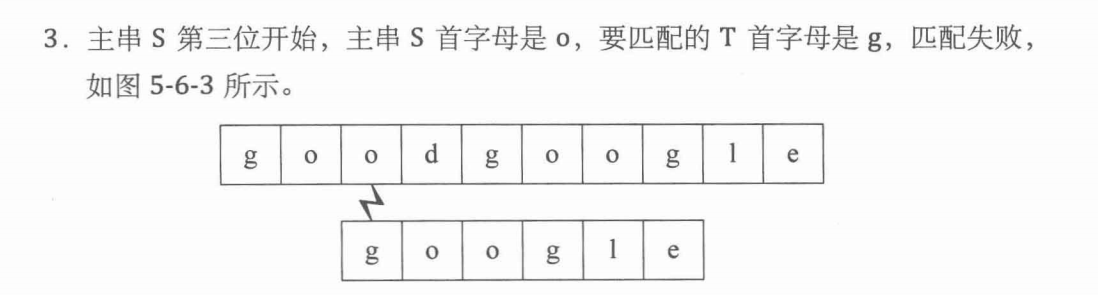 3．主串 S 第三位开始，主串 S 首字母是 o，要匹配的 T 首字母是 g，匹配失败，
如图 5-6-3 所示。
g o o d g o o g l e
g o o g l e